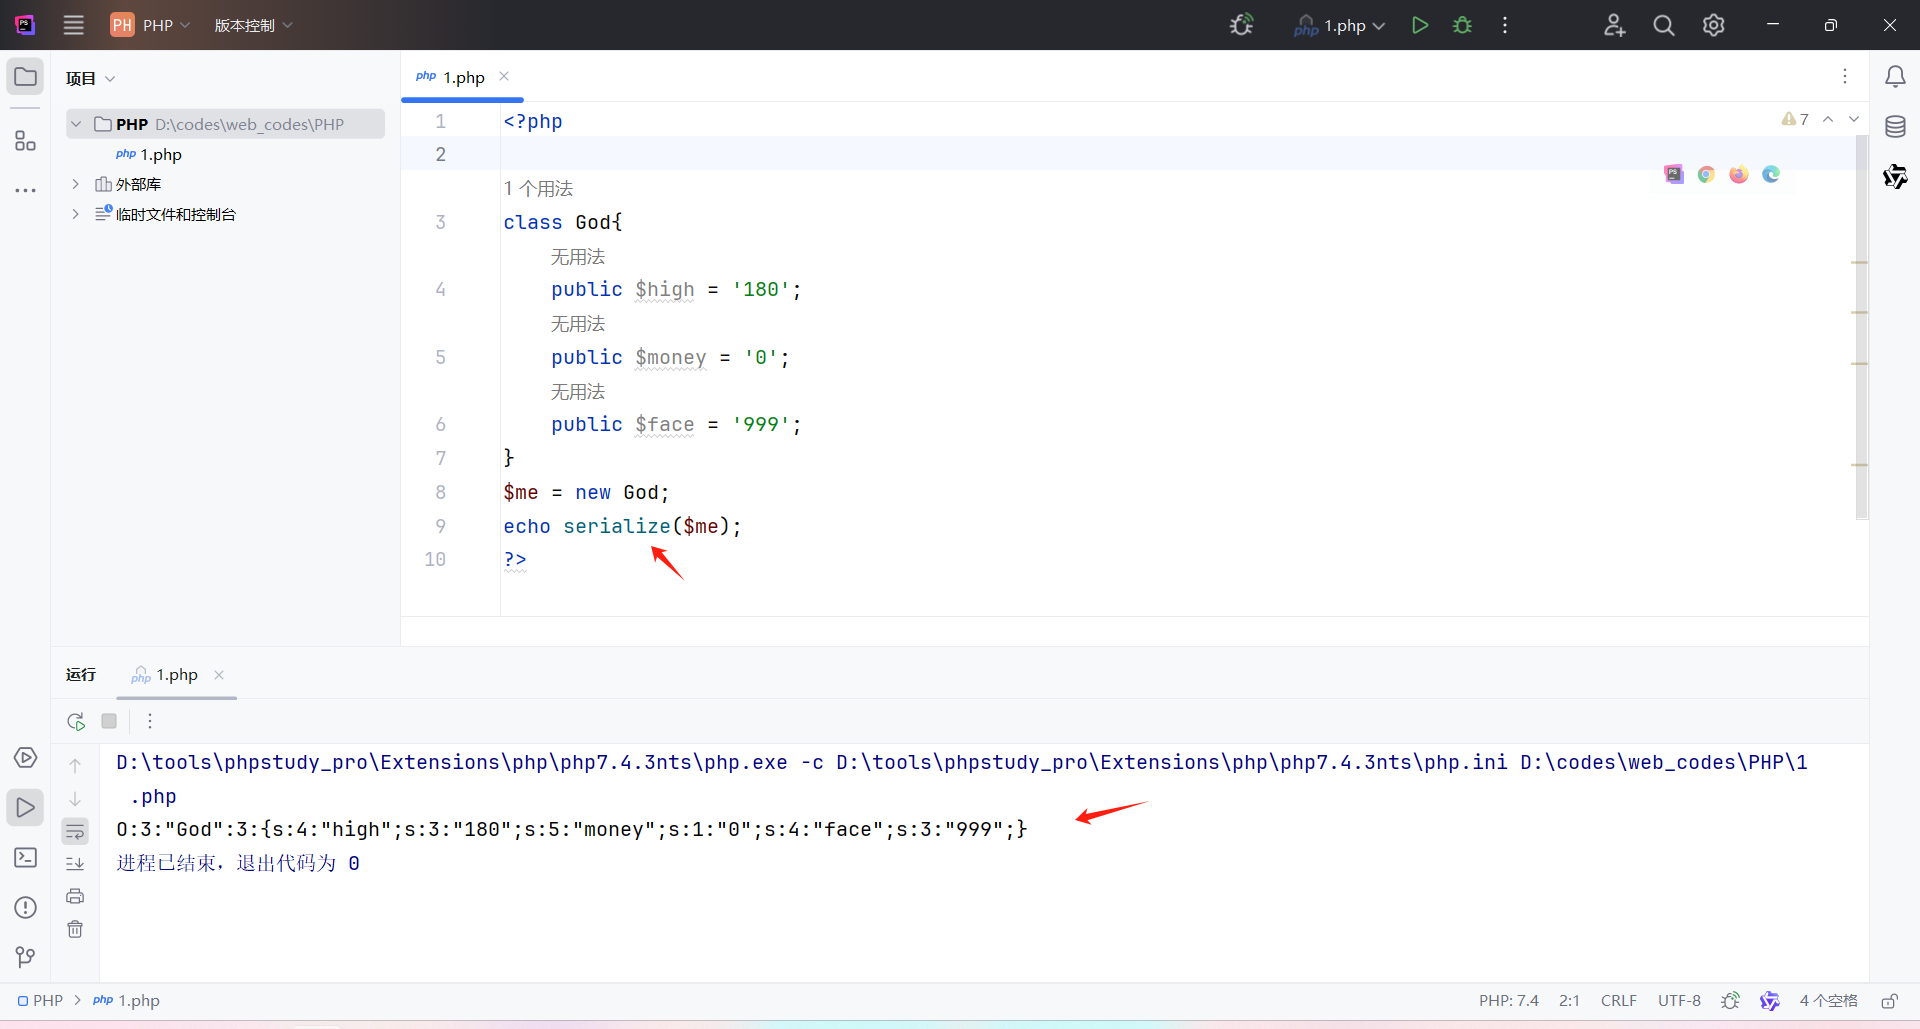 PS
PH PHP 版本控制
php 1.php
项目
php 1.php
PHP D:\codes\web_codes\PHP
php 1.php
外部库
临时文件和控制台
7
PS
1 <?php
2
1 个用法
3 class God{
无用法
4 public $high = '180';
无用法
5 public $money = '0';
无用法
6 public $face = '999';
7 }
8 $me = new God;
9 echo serialize($me);
10 ?>
运行 php 1.php
D:\tools\phpstudy_pro\Extensions\php\php7.4.3nts\php.exe -c D:\tools\phpstudy_pro\Extensions\php\php7.4.3nts\php.ini D:\codes\web_codes\PHP\1
.php
O:3:"God":3:{s:4:"high";s:3:"180";s:5:"money";s:1:"0";s:4:"face";s:3:"999";}
进程已结束，退出代码为 0
PHP php 1.php
PHP: 7.4 2:1 CRLF UTF-8 4 个空格